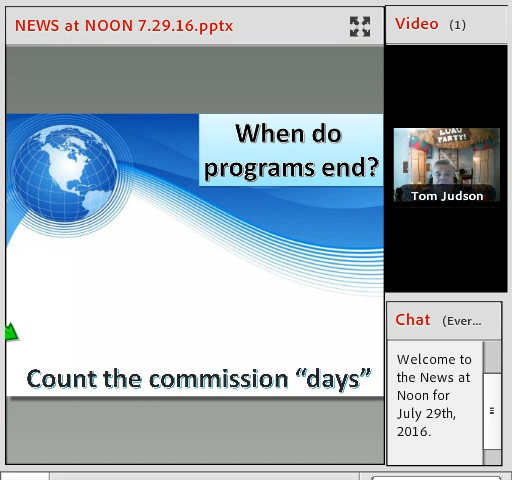 NEWS at NOON 7.29.16.pptx
Video (1)
When do
programs end?
LUAU
PARTY!
Tom Judson
Count the commission “days”
Chat (Ever...
Welcome to
the News at
Noon for
July 29th,
2016.